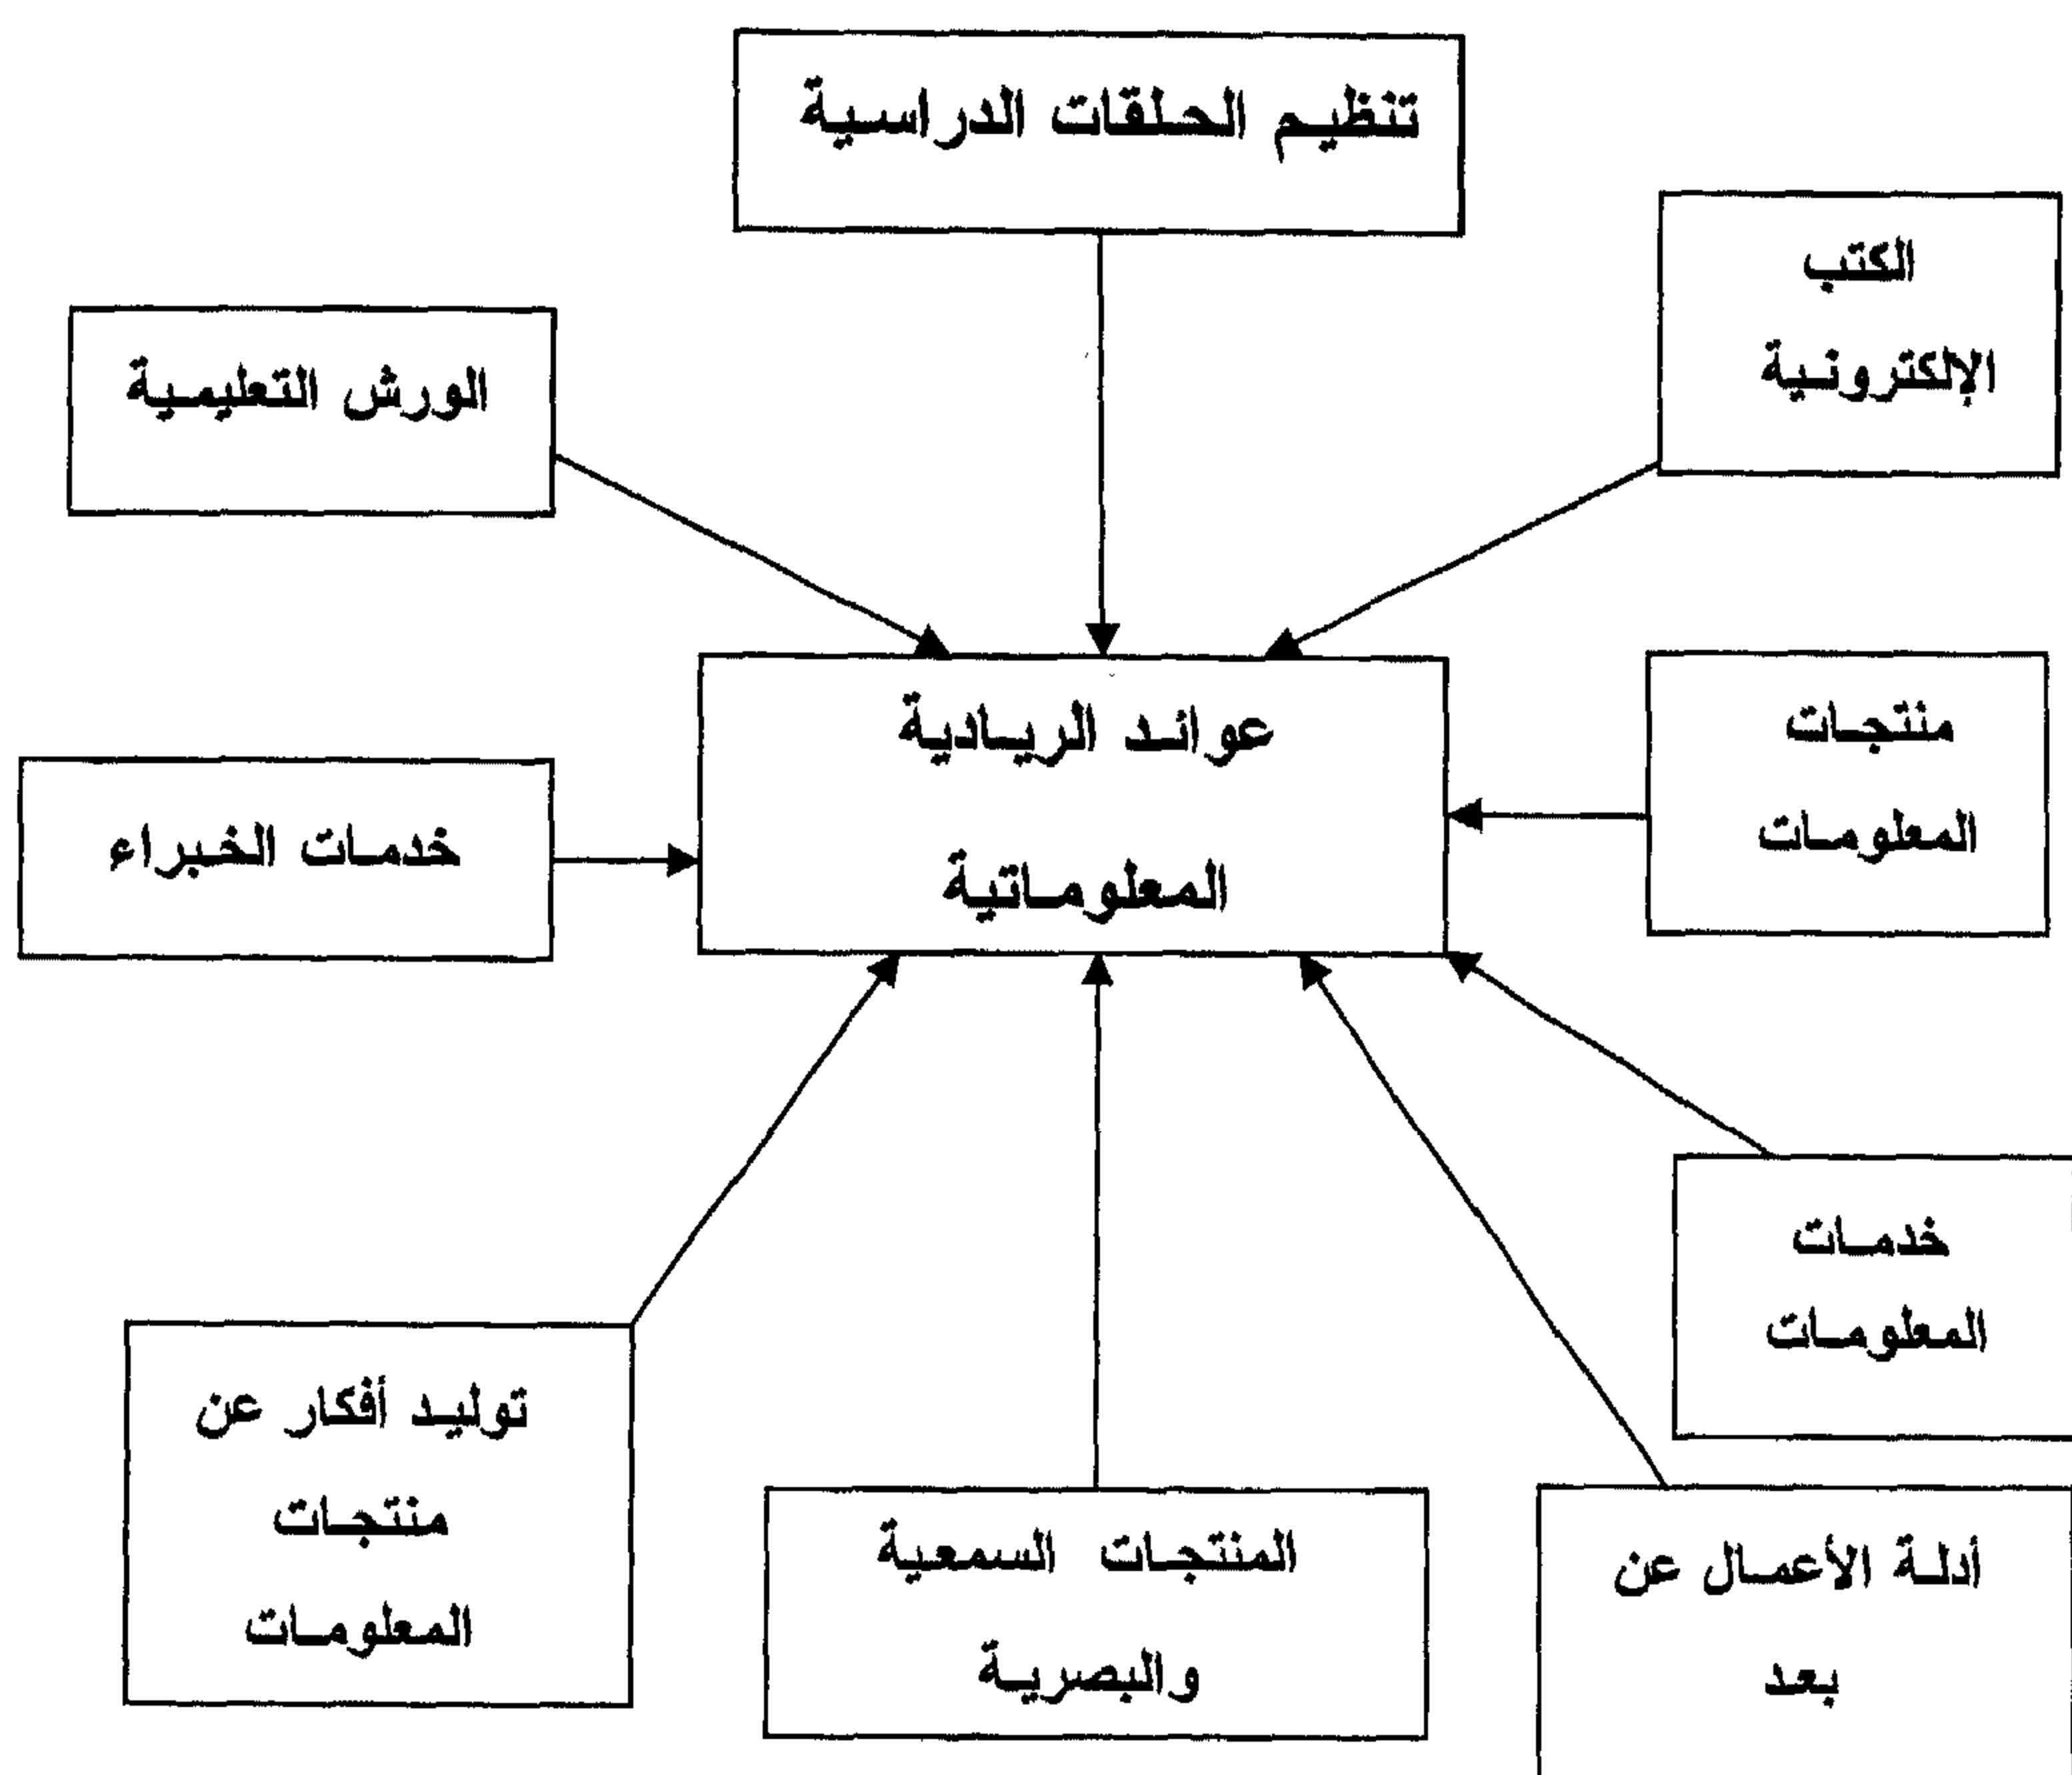 تنظيم الحلقات الدراسية
الكتب
الإلكترونية
الورش التعليمية
عوائد الريادية
المعلوماتية
منتجات
المعلومات
خدمات الخبراء
خدمات
المعلومات
توليد أفكار عن
منتجات
المعلومات
المنتجات السمعية
والبصرية
أدلة الأعمال عن
بعد